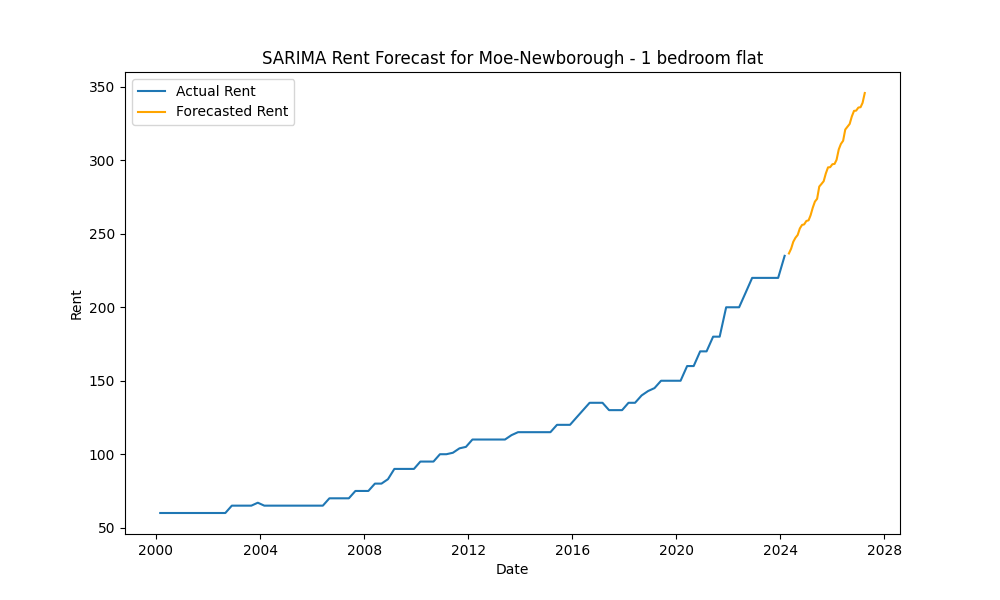 SARIMA Rent Forecast for Moe-Newborough - 1 bedroom flat
Actual Rent
Forecasted Rent
350
300
250
200
150
100
50
Rent
2000 2004 2008 2012 2016 2020 2024 2028
Date